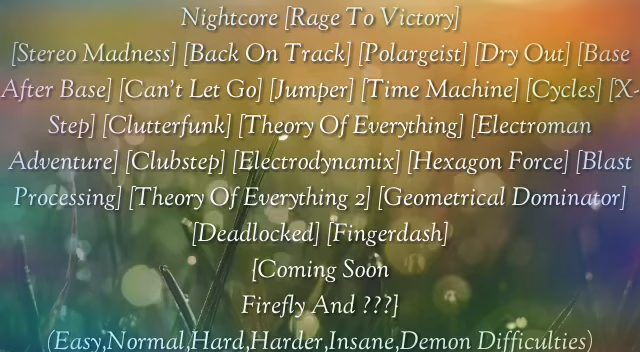 Nightcore [Rage To Victory]
[Stereo Madness] [Back On Track] [Polargeist] [Dry Out] [Base
After Base] [Can't Let Go] [Jumper] [Time Machine] [Cycles] [X-
Step] [Clutterfunk] [Theory Of Everything] [Electroman
Adventure] [Clubstep] [Electrodynamix] [Hexagon Force] [Blast
Processing] [Theory Of Everything 2] [Geometrical Dominator]
[Deadlocked] [Fingerdash]
[Coming Soon
Firefly And ???]
(Easy,Normal,Hard,Harder,Insane,Demon Difficulties)